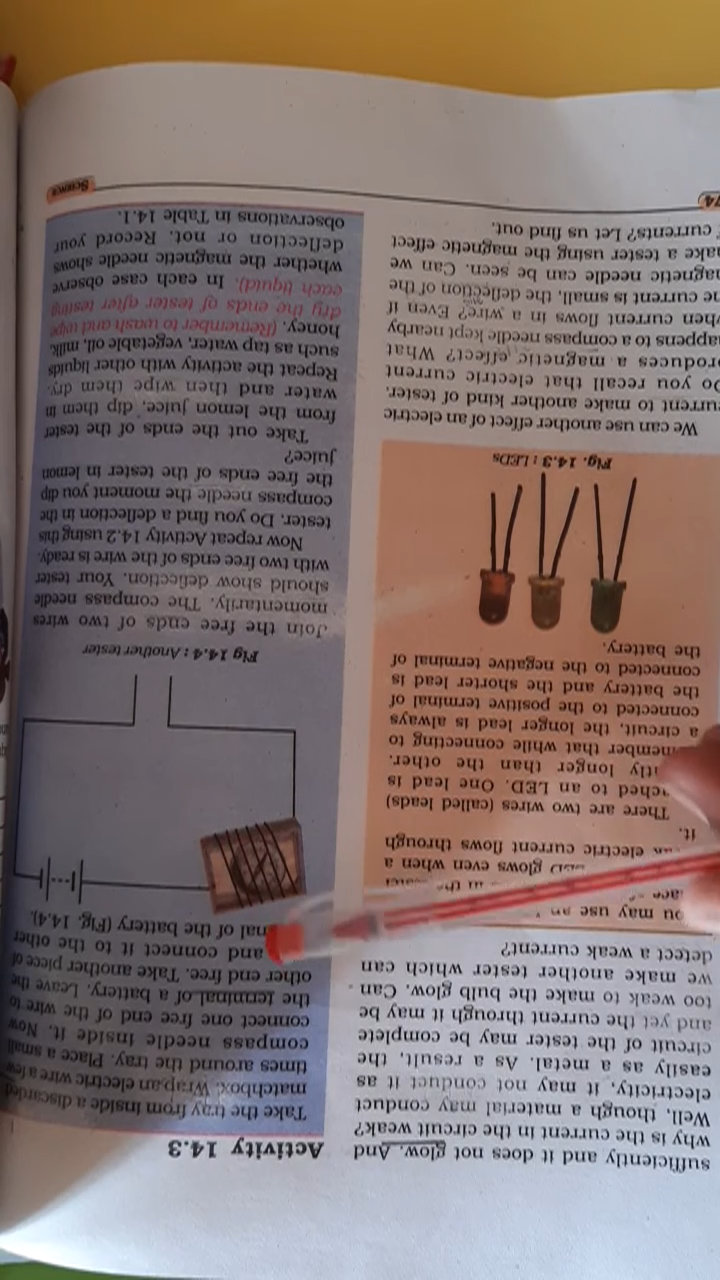 sufficiently and it does not glow. And
why is the current in the circuit weak?
Well, though a material may conduct
electricity, it may not conduct it as
easily as a metal. As a result, the
circuit of the tester may be complete
and yet the current through it may be
too weak to make the bulb glow. Can
we make another tester which can
detect a weak current?
ou may use an
in the
glows even when a
electric current flows through
it.
There are two wires (called leads)
ched to an LED. One lead is
tly longer than the other.
member that while connecting to
a circuit, the longer lead is always
connected to the positive terminal of
the battery and the shorter lead is
connected to the negative terminal of
the battery.
Fig. 14.3 : LEDs
We can use another effect of an electric
urrent to make another kind of tester.
Do you recall that electric current
produces a magnetic effect? What
appens to a compass needle kept nearby
when current flows in a wire? Even if
he current is small, the deflection of the
magnetic needle can be seen. Can we
make a tester using the magnetic effect
f currents? Let us find out.
74
Activity 14.3
Take the tray from inside a discarded
matchbox. Wrap an electric wire a few
times around the tray. Place a small
compass needle inside it. Now
connect one free end of the wire to
the terminal of a battery. Leave the
other end free. Take another piece of
and connect it to the other
nal of the battery (Fig. 14.4).
Fig 14.4 : Another tester
Join the free ends of two wires
momentarily. The compass needle
should show deflection. Your tester
with two free ends of the wire is ready.
Now repeat Activity 14.2 using this
tester. Do you find a deflection in the
compass needle the moment you dip
the free ends of the tester in lemon
juice?
Take out the ends of the tester
from the lemon juice, dip them in
water and then wipe them dry.
Repeat the activity with other liquids
such as tap water, vegetable oil, milk,
honey. (Remember to wash and wipe
dry the ends of tester after testing
each liquid). In each case observe
whether the magnetic needle shows
deflection or not. Record your
observations in Table 14.1.
Science